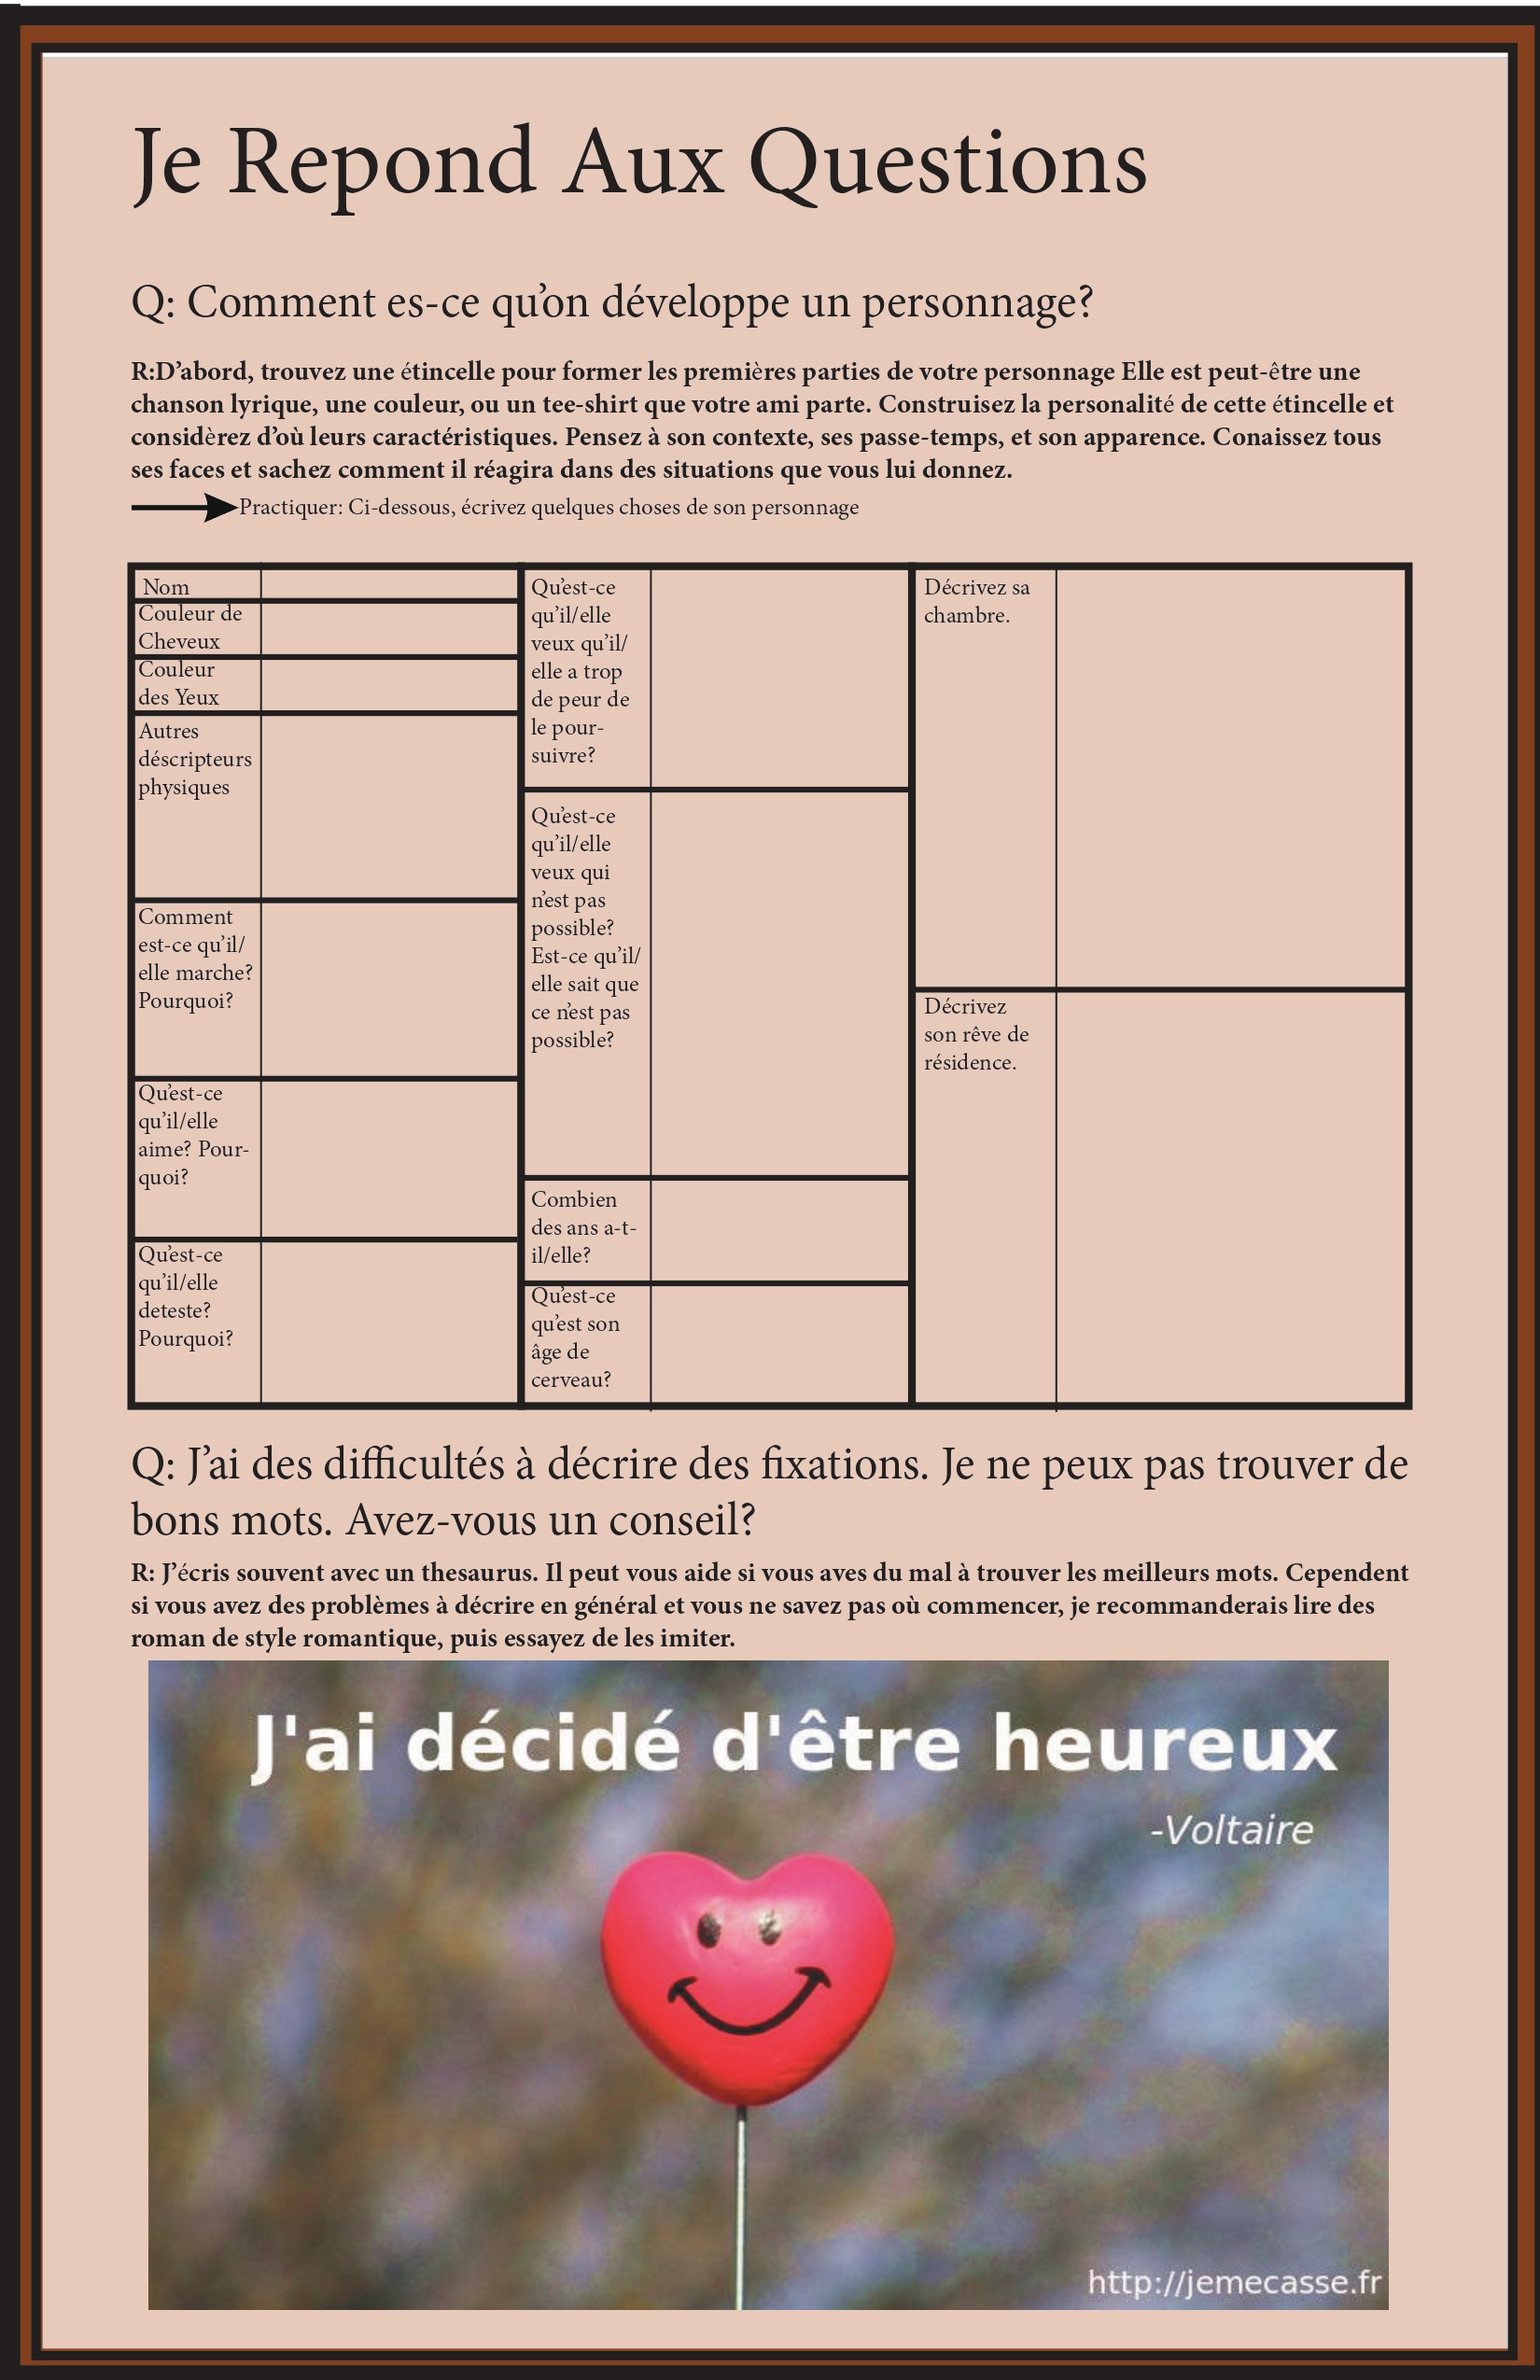 Je Repond Aux Questions
Q: Comment es-ce qu'on développe un personnage?
R:D'abord, trouvez une étincelle pour former les premières parties de votre personnage Elle est peut-être une
chanson lyrique, une couleur, ou un tee-shirt que votre ami parte. Construisez la personalité de cette étincelle et
considèrez d'où leurs caractéristiques. Pensez à son contexte, ses passe-temps, et son apparence. Conaissez tous
ses faces et sachez comment il réagira dans des situations que vous lui donnez.
Practiquer: Ci-dessous, écrivez quelques choses de son personnage
Nom
Couleur de
Cheveux
Couleur
des Yeux
Autres
déscripteurs
physiques
Comment
est-ce qu'il/
elle marche?
Pourquoi?
Qu'est-ce
qu'il/elle
aime? Pour-
quoi?
Qu'est-ce
qu'il/elle
deteste?
Pourquoi?
Qu'est-ce
qu'il/elle
veux qu'il/
elle a trop
de peur de
le pour-
suivre?
Qu'est-ce
qu'il/elle
veux qui
n'est pas
possible?
Est-ce qu'il/
elle sait que
ce n'est pas
possible?
Combien
des ans a-t-
il/elle?
Qu'est-ce
qu'est son
âge de
cerveau?
Décrivez sa
chambre.
Décrivez
son rêve de
résidence.
Q: J'ai des difficultés à décrire des fixations. Je ne peux pas trouver de
bons mots. Avez-vous un conseil?
R: J'écris souvent avec un thesaurus. Il peut vous aide si vous aves du mal à trouver les meilleurs mots. Cependent
si vous avez des problèmes à décrire en général et vous ne savez pas où commencer, je recommanderais lire des
roman de style romantique, puis essayez de les imiter.
J'ai décidé d'être heureux
-Voltaire
http://jemecasse.fr